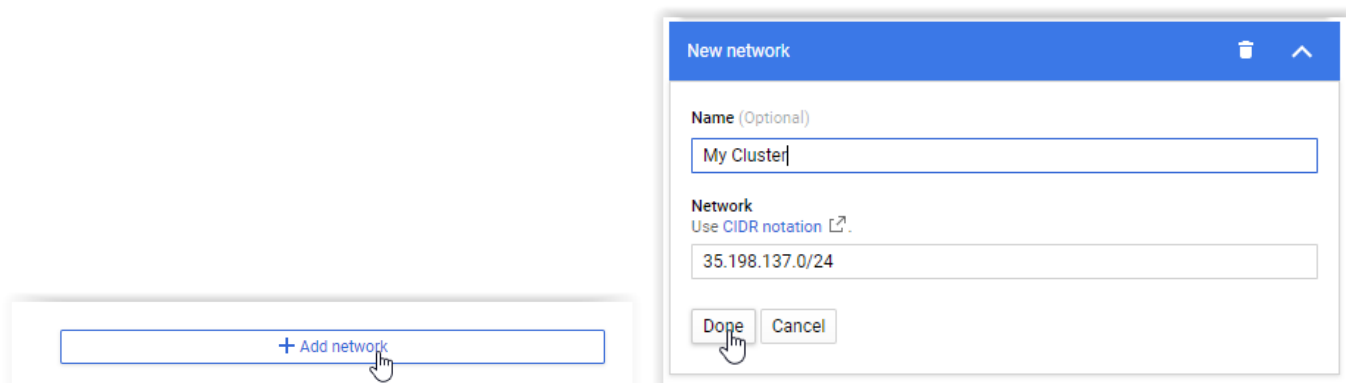 + Add network
New network
Name (Optional)
My Cluster
Network
Use CIDR notation .
35.198.137.0/24
Done Cancel